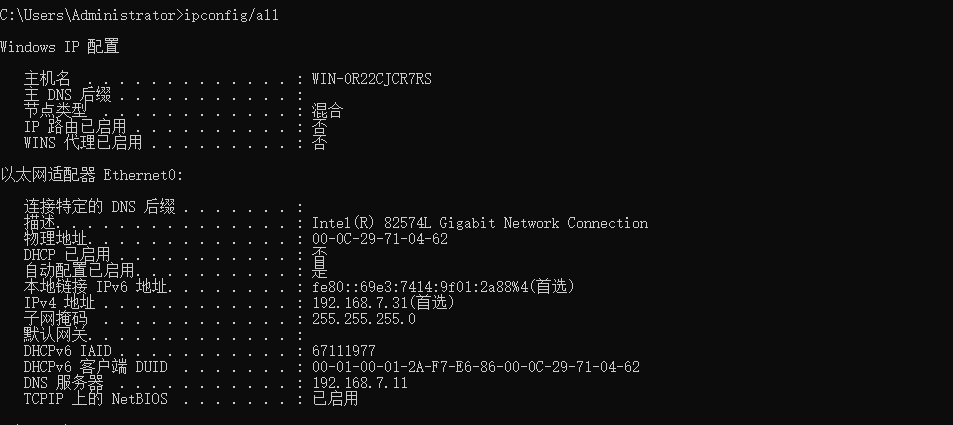 C:\Users\Administrator>ipconfig/all
Windows IP 配置
主机名 . . . . . . . . . . . . . : WIN-0R22CJCR7RS
主 DNS 后缀 . . . . . . . . . . . :
节点类型 . . . . . . . . . . . . : 混合
IP 路由已启用 . . . . . . . . . . : 否
WINS 代理已启用 . . . . . . . . . : 否
以太网适配器 Ethernet0:
连接特定的 DNS 后缀 . . . . . . . :
描述. . . . . . . . . . . . . . . : Intel(R) 82574L Gigabit Network Connection
物理地址. . . . . . . . . . . . . : 00-0C-29-71-04-62
DHCP 已启用 . . . . . . . . . . . : 否
自动配置已启用. . . . . . . . . . : 是
本地链接 IPv6 地址. . . . . . . . : fe80::69e3:7414:9f01:2a88%4(首选)
IPv4 地址 . . . . . . . . . . . . : 192.168.7.31(首选)
子网掩码 . . . . . . . . . . . . : 255.255.255.0
默认网关. . . . . . . . . . . . . :
DHCPv6 IAID . . . . . . . . . . . : 67111977
DHCPv6 客户端 DUID . . . . . . . : 00-01-00-01-2A-F7-E6-86-00-0C-29-71-04-62
DNS 服务器 . . . . . . . . . . . : 192.168.7.11
TCPIP 上的 NetBIOS . . . . . . . : 已启用